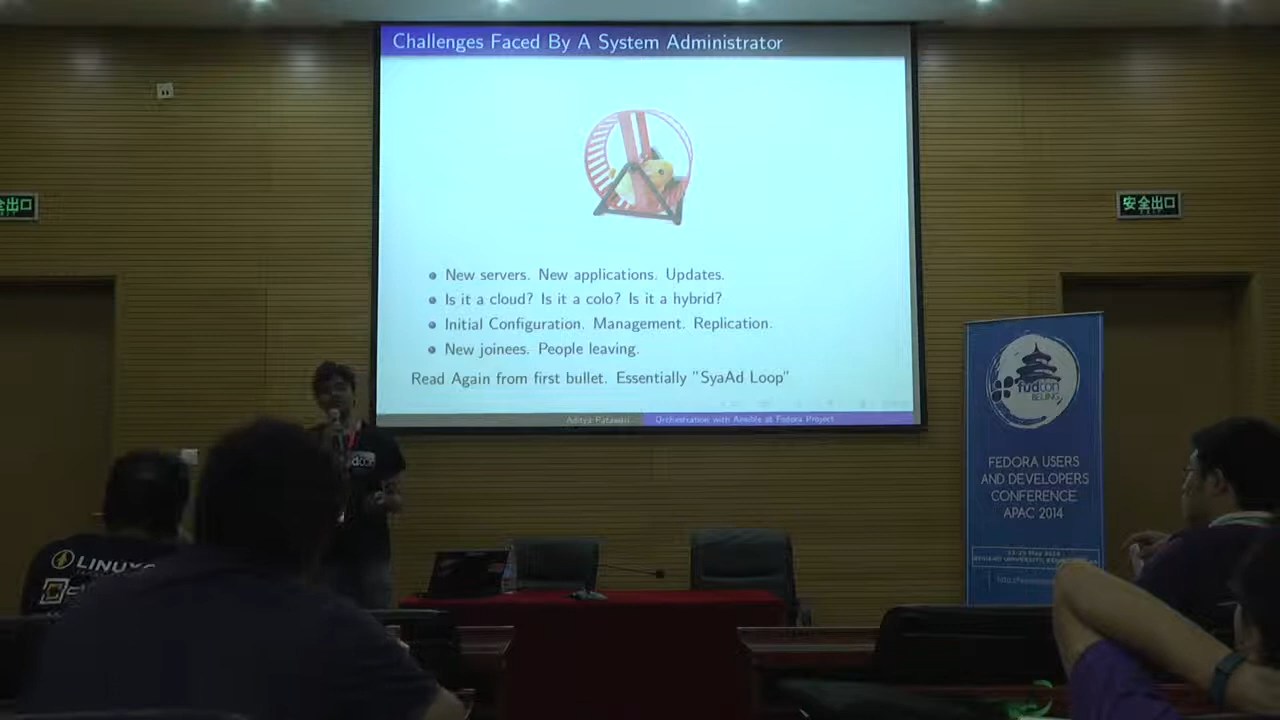 Challenges Faced By A System Administrator
New servers. New applications. Updates.
Is it a cloud? Is it a colo? Is it a hybrid?
Initial Configuration. Management. Replication.
New joinees. People leaving.
Read Again from first bullet. Essentially "SyaAd Loop"
Orchestration with Ansible at Fedora Project
全出口
安全出口
fudcon
BEIJING
FEDORA USERS
AND DEVELOPERS
CONFERENCE
APAC 2014
LINUX